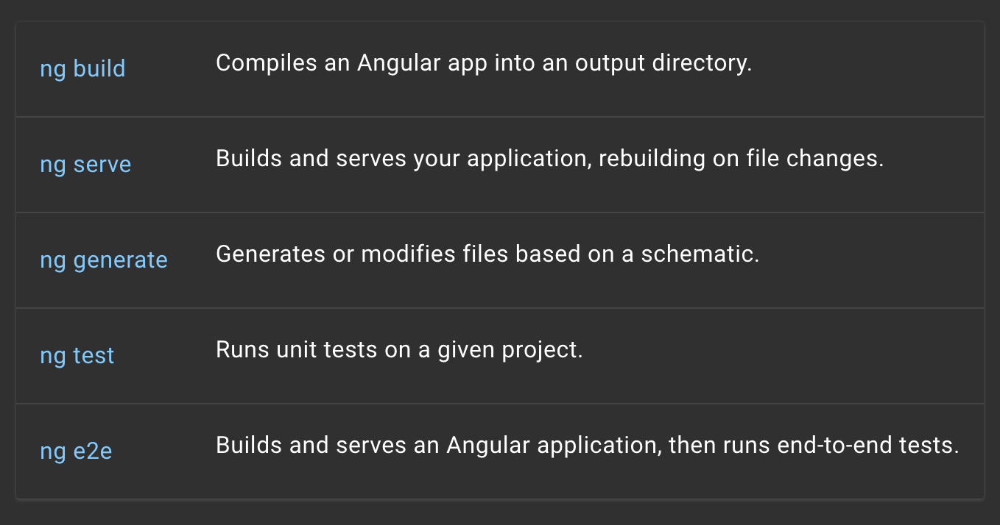 ng build
Compiles an Angular app into an output directory.
ng serve
Builds and serves your application, rebuilding on file changes.
ng generate
Generates or modifies files based on a schematic.
ng test
Runs unit tests on a given project.
ng e2e
Builds and serves an Angular application, then runs end-to-end tests.